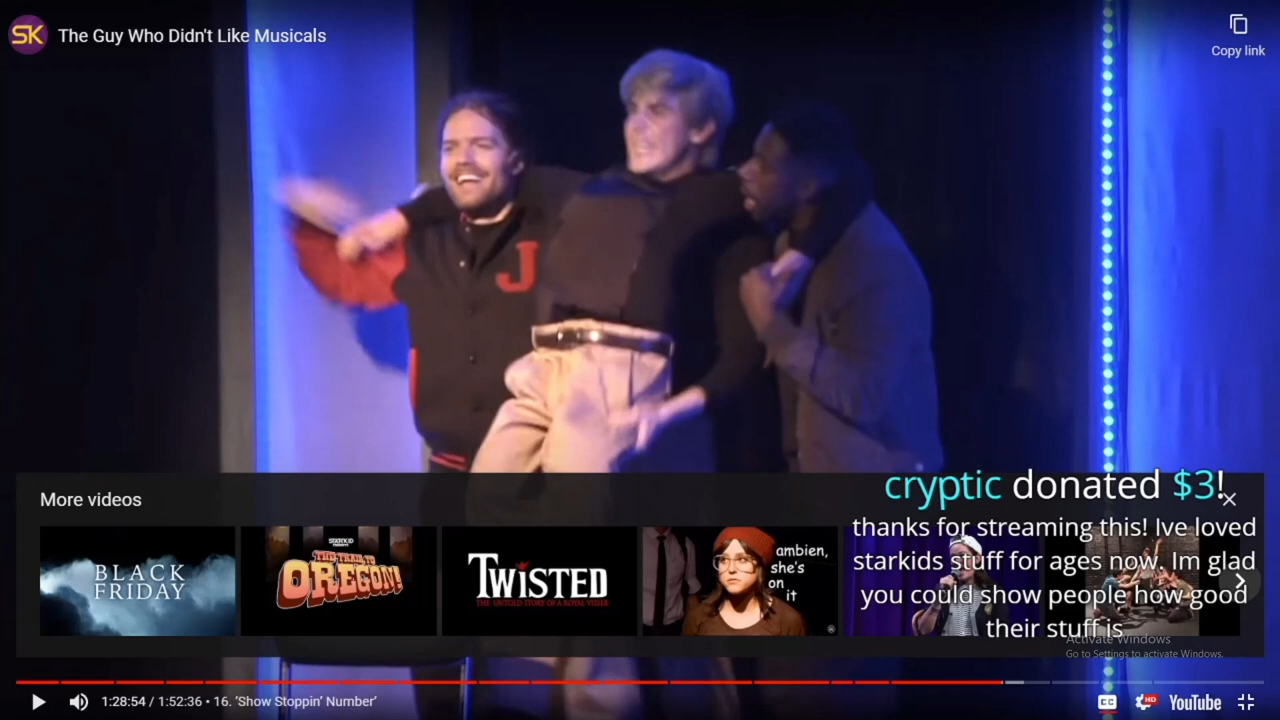 SK
The Guy Who Didn't Like Musicals
Copy link
J
More videos
cryptic donated $3!
thanks for streaming this! Ive loved
starkids stuff for ages now. Im glad
you could show people how good
their stuff is
BLACK
FRIDAY
STARKID
THE TRAIL TO
OREGON!
TWISTED
THE UNTOLD STORY OF A ROYAL VIZIER
ambien,
she's
on
it
Activate Windows
Go to Settings to activate Windows.
1:28:54 / 1:52:36 • 16. 'Show Stoppin' Number'
CC
HD
YouTube